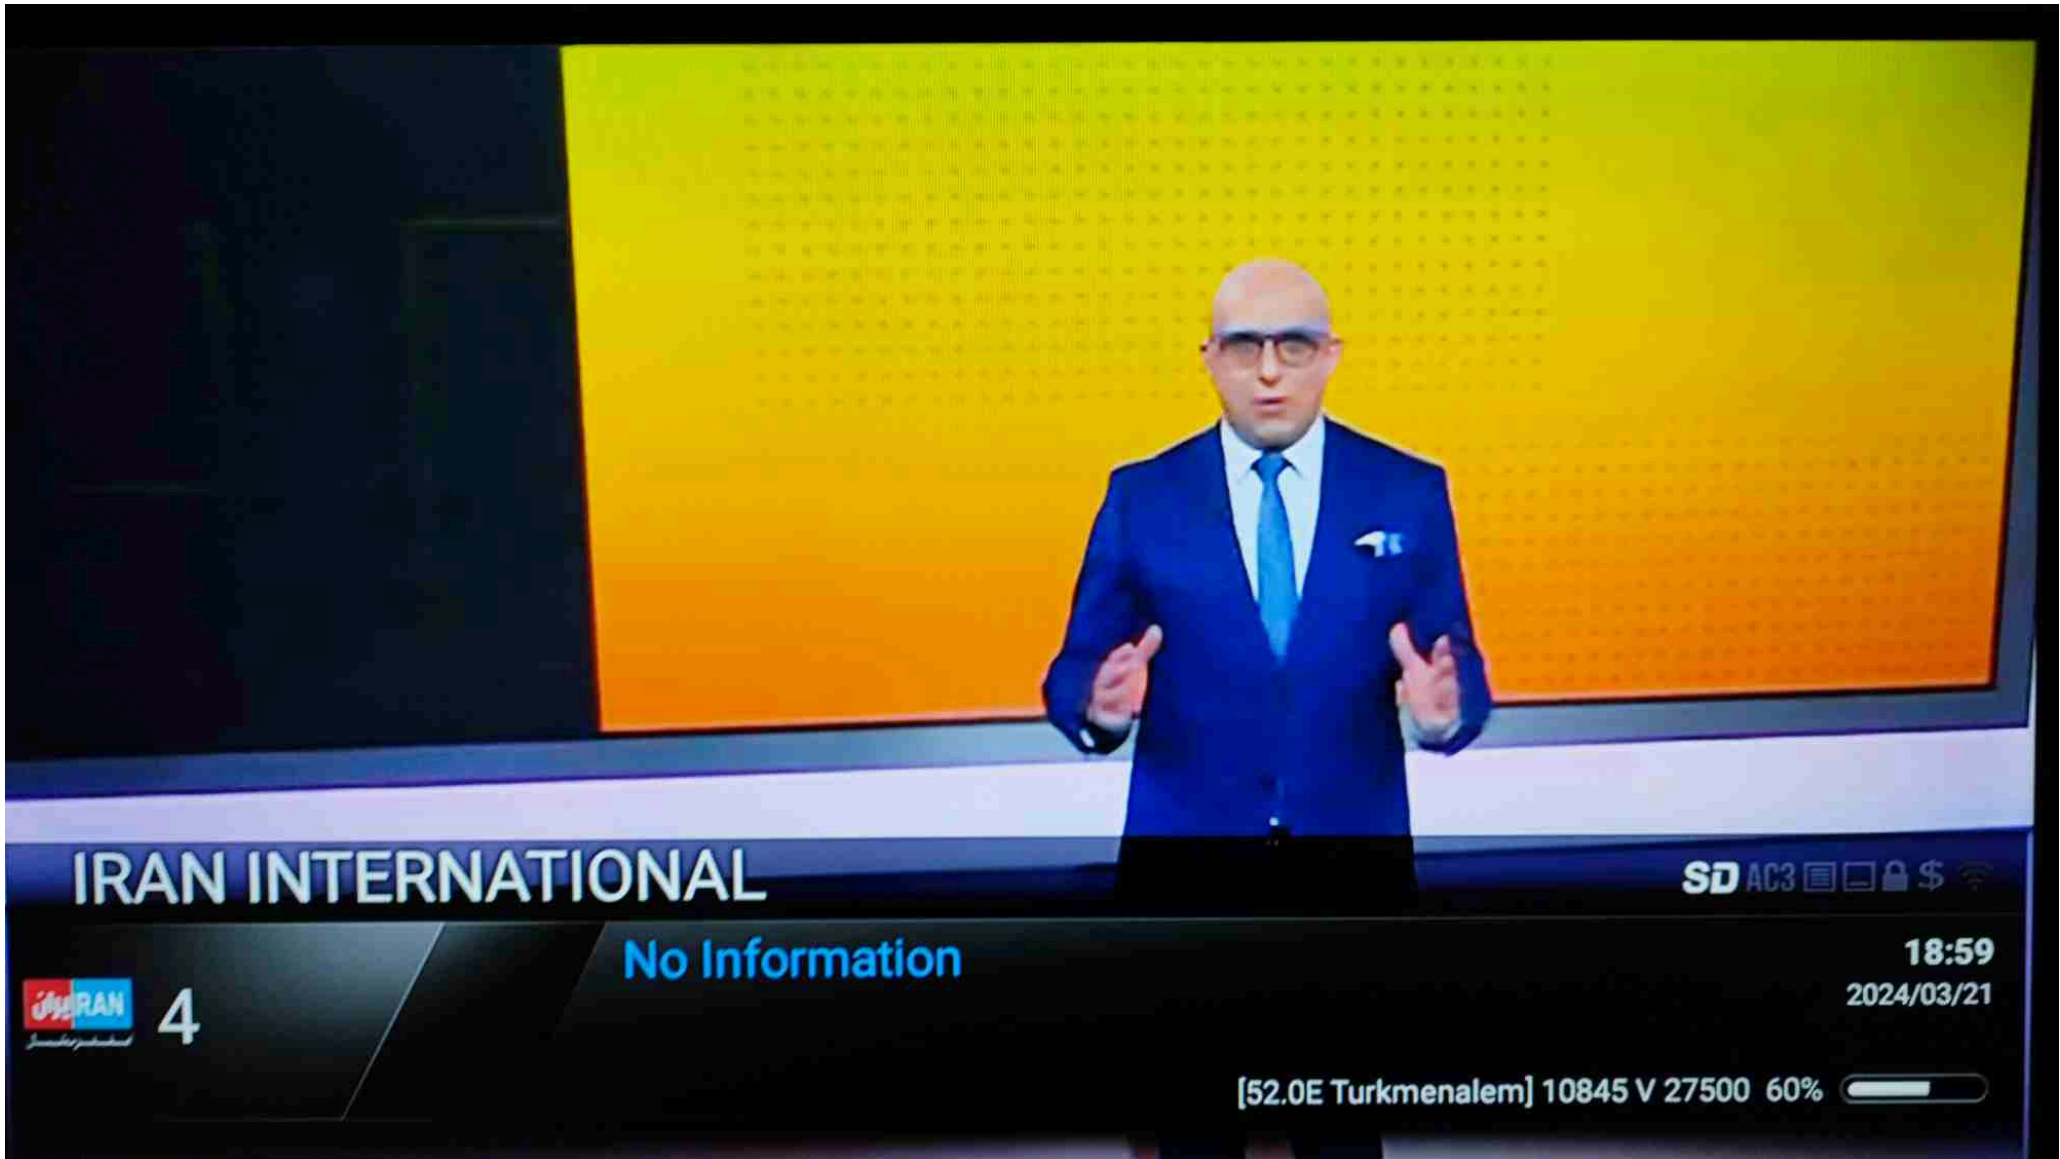 IRAN INTERNATIONAL
SD AC3 $
No Information
18:59
2024/03/21
ایران IRAN
4
[52.0E Turkmenalem] 10845 V 27500 60%